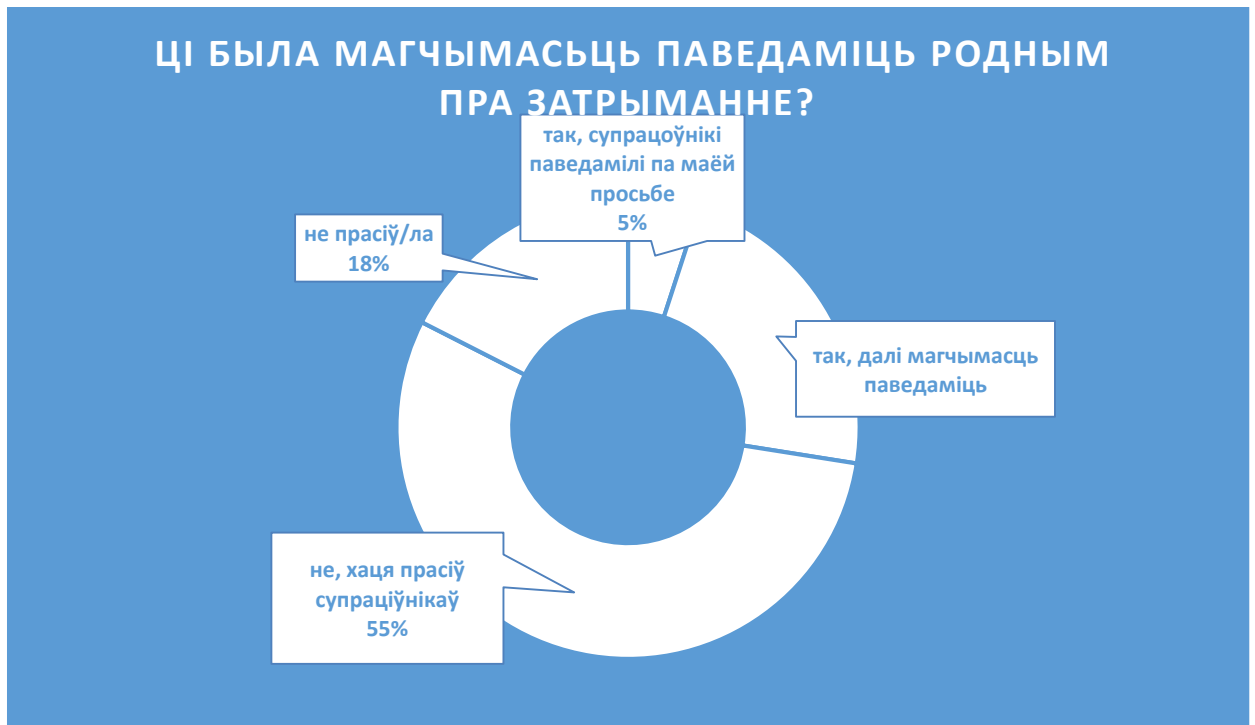 ЦІ БЫЛА МАГЧЫМАСЬЦЬ ПАВЕДАМІЦЬ РОДНЫМ
ПРА ЗАТРЫМАННЕ?
так, супрацоўнікі
паведамілі па маёй
просьбе
5%
не прасіў/ла
18%
так, далі магчымасць
паведаміць
не, хаця прасіў
супраціўнікаў
55%